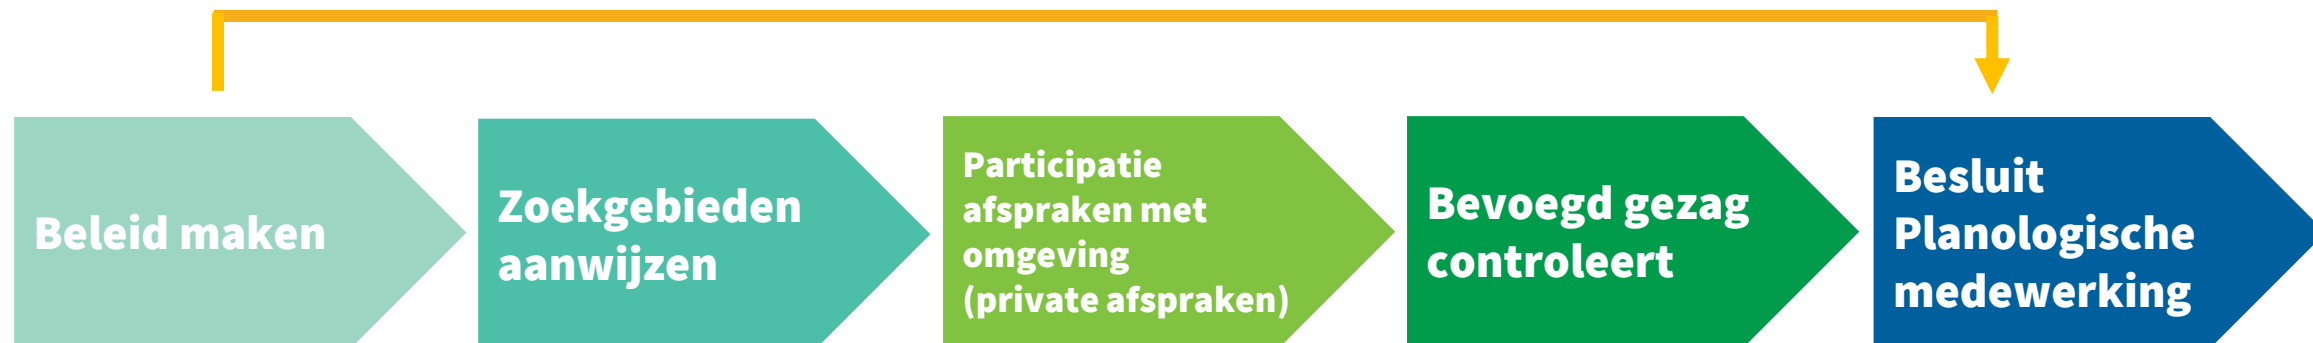 Beleid maken
Zoekgebieden
aanwijzen
Participatie
afspraken met
omgeving
(private afspraken)
Bevoegd gezag
controleert
Besluit
Planologische
medewerking